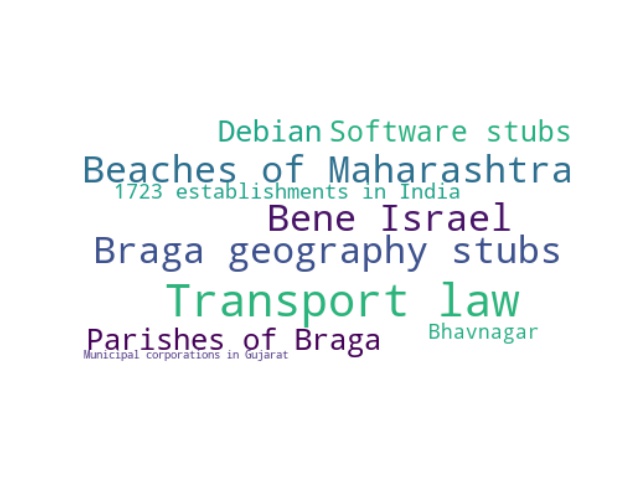 Debian Software stubs
Beaches of Maharashtra
1723 establishments in India
Bene Israel
Braga geography stubs
Transport law
Bhavnagar
Parishes of Braga
Municipal corporations in Gujarat